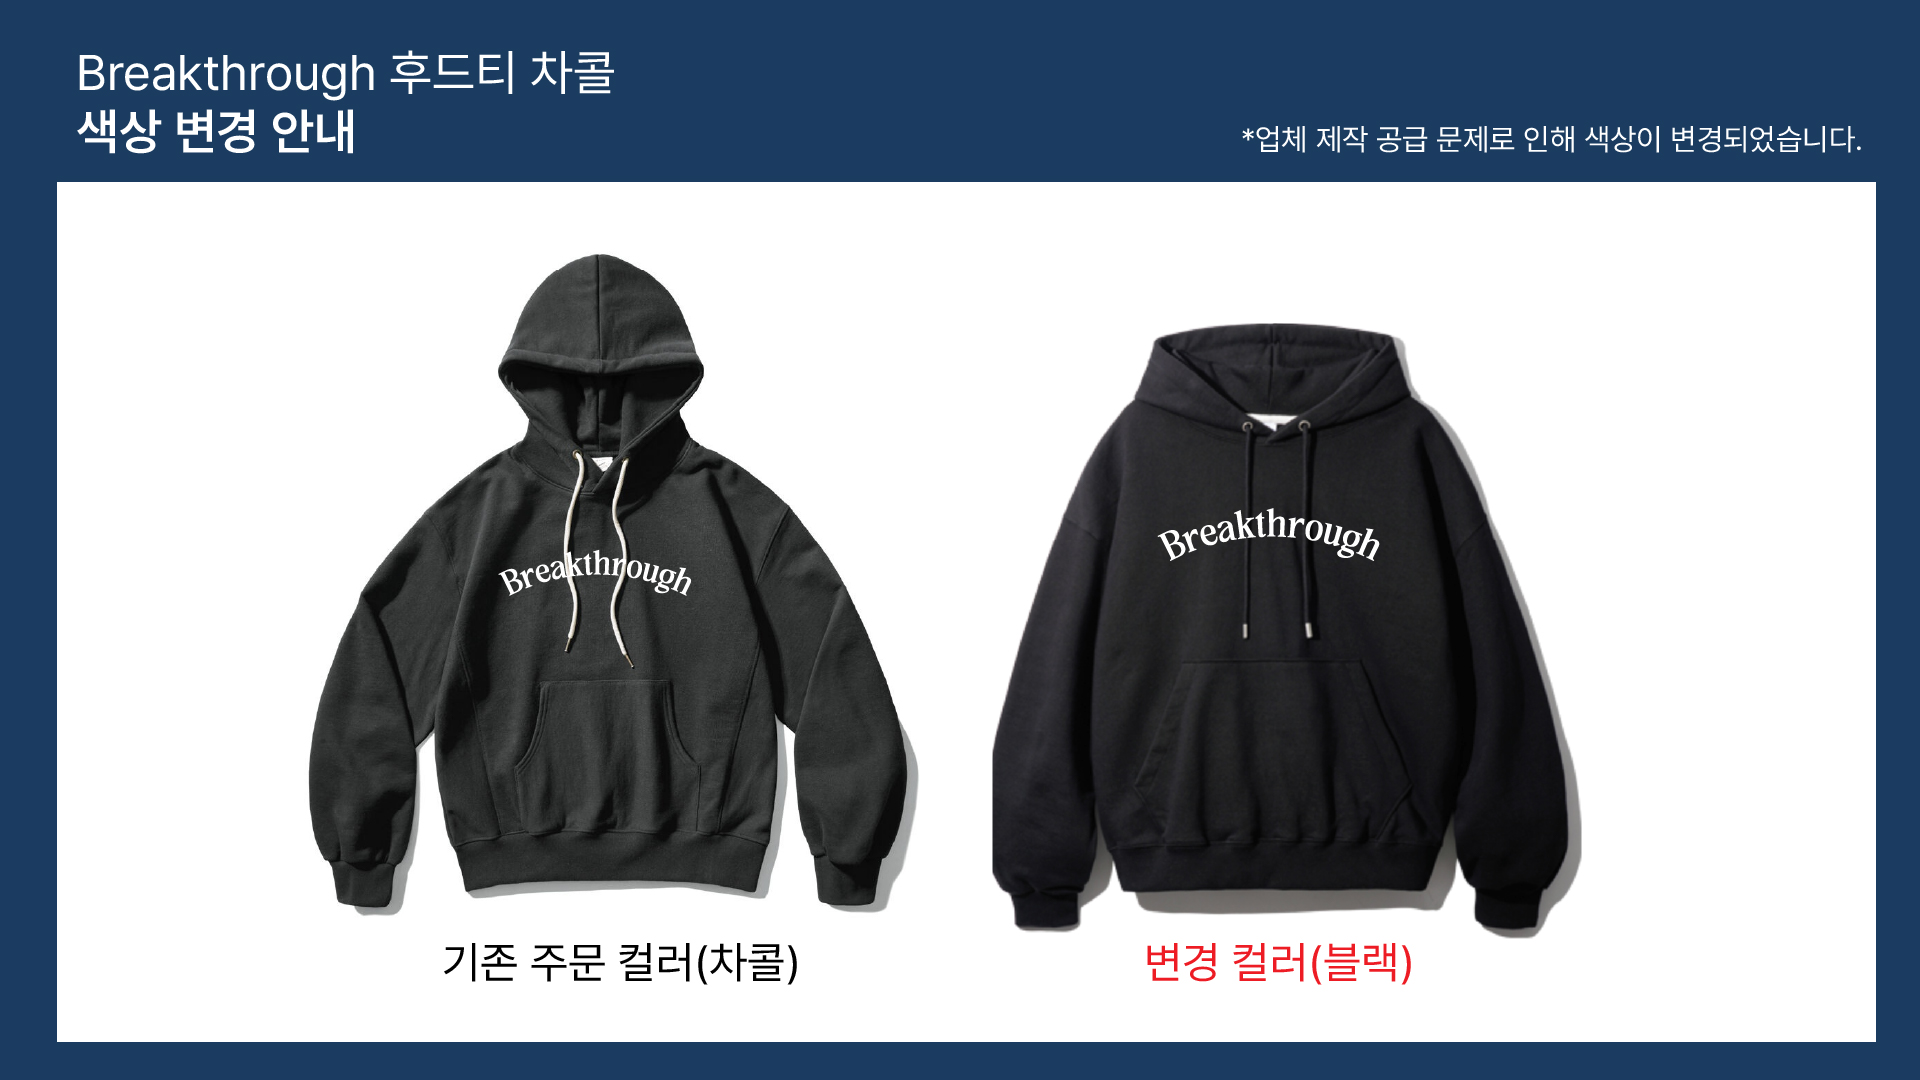 Breakthrough 후드티 차콜
색상 변경 안내
*업체 제작 공급 문제로 인해 색상이 변경되었습니다.
Breakthrough
Breakthrough
기존 주문 컬러(차콜)
변경 컬러(블랙)